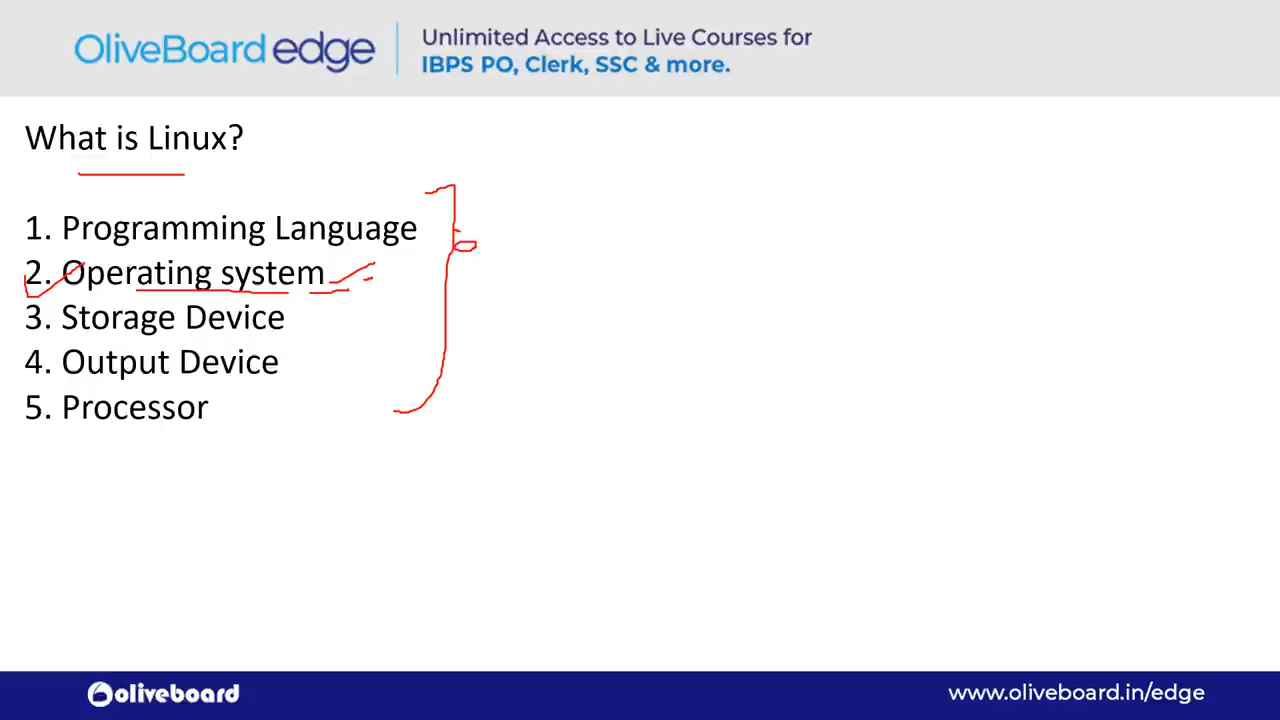 OliveBoard edge
Unlimited Access to Live Courses for
IBPS PO, Clerk, SSC & more.
What is Linux?
1. Programming Language
2. Operating system
3. Storage Device
4. Output Device
5. Processor
oliveboard
www.oliveboard.in/edge